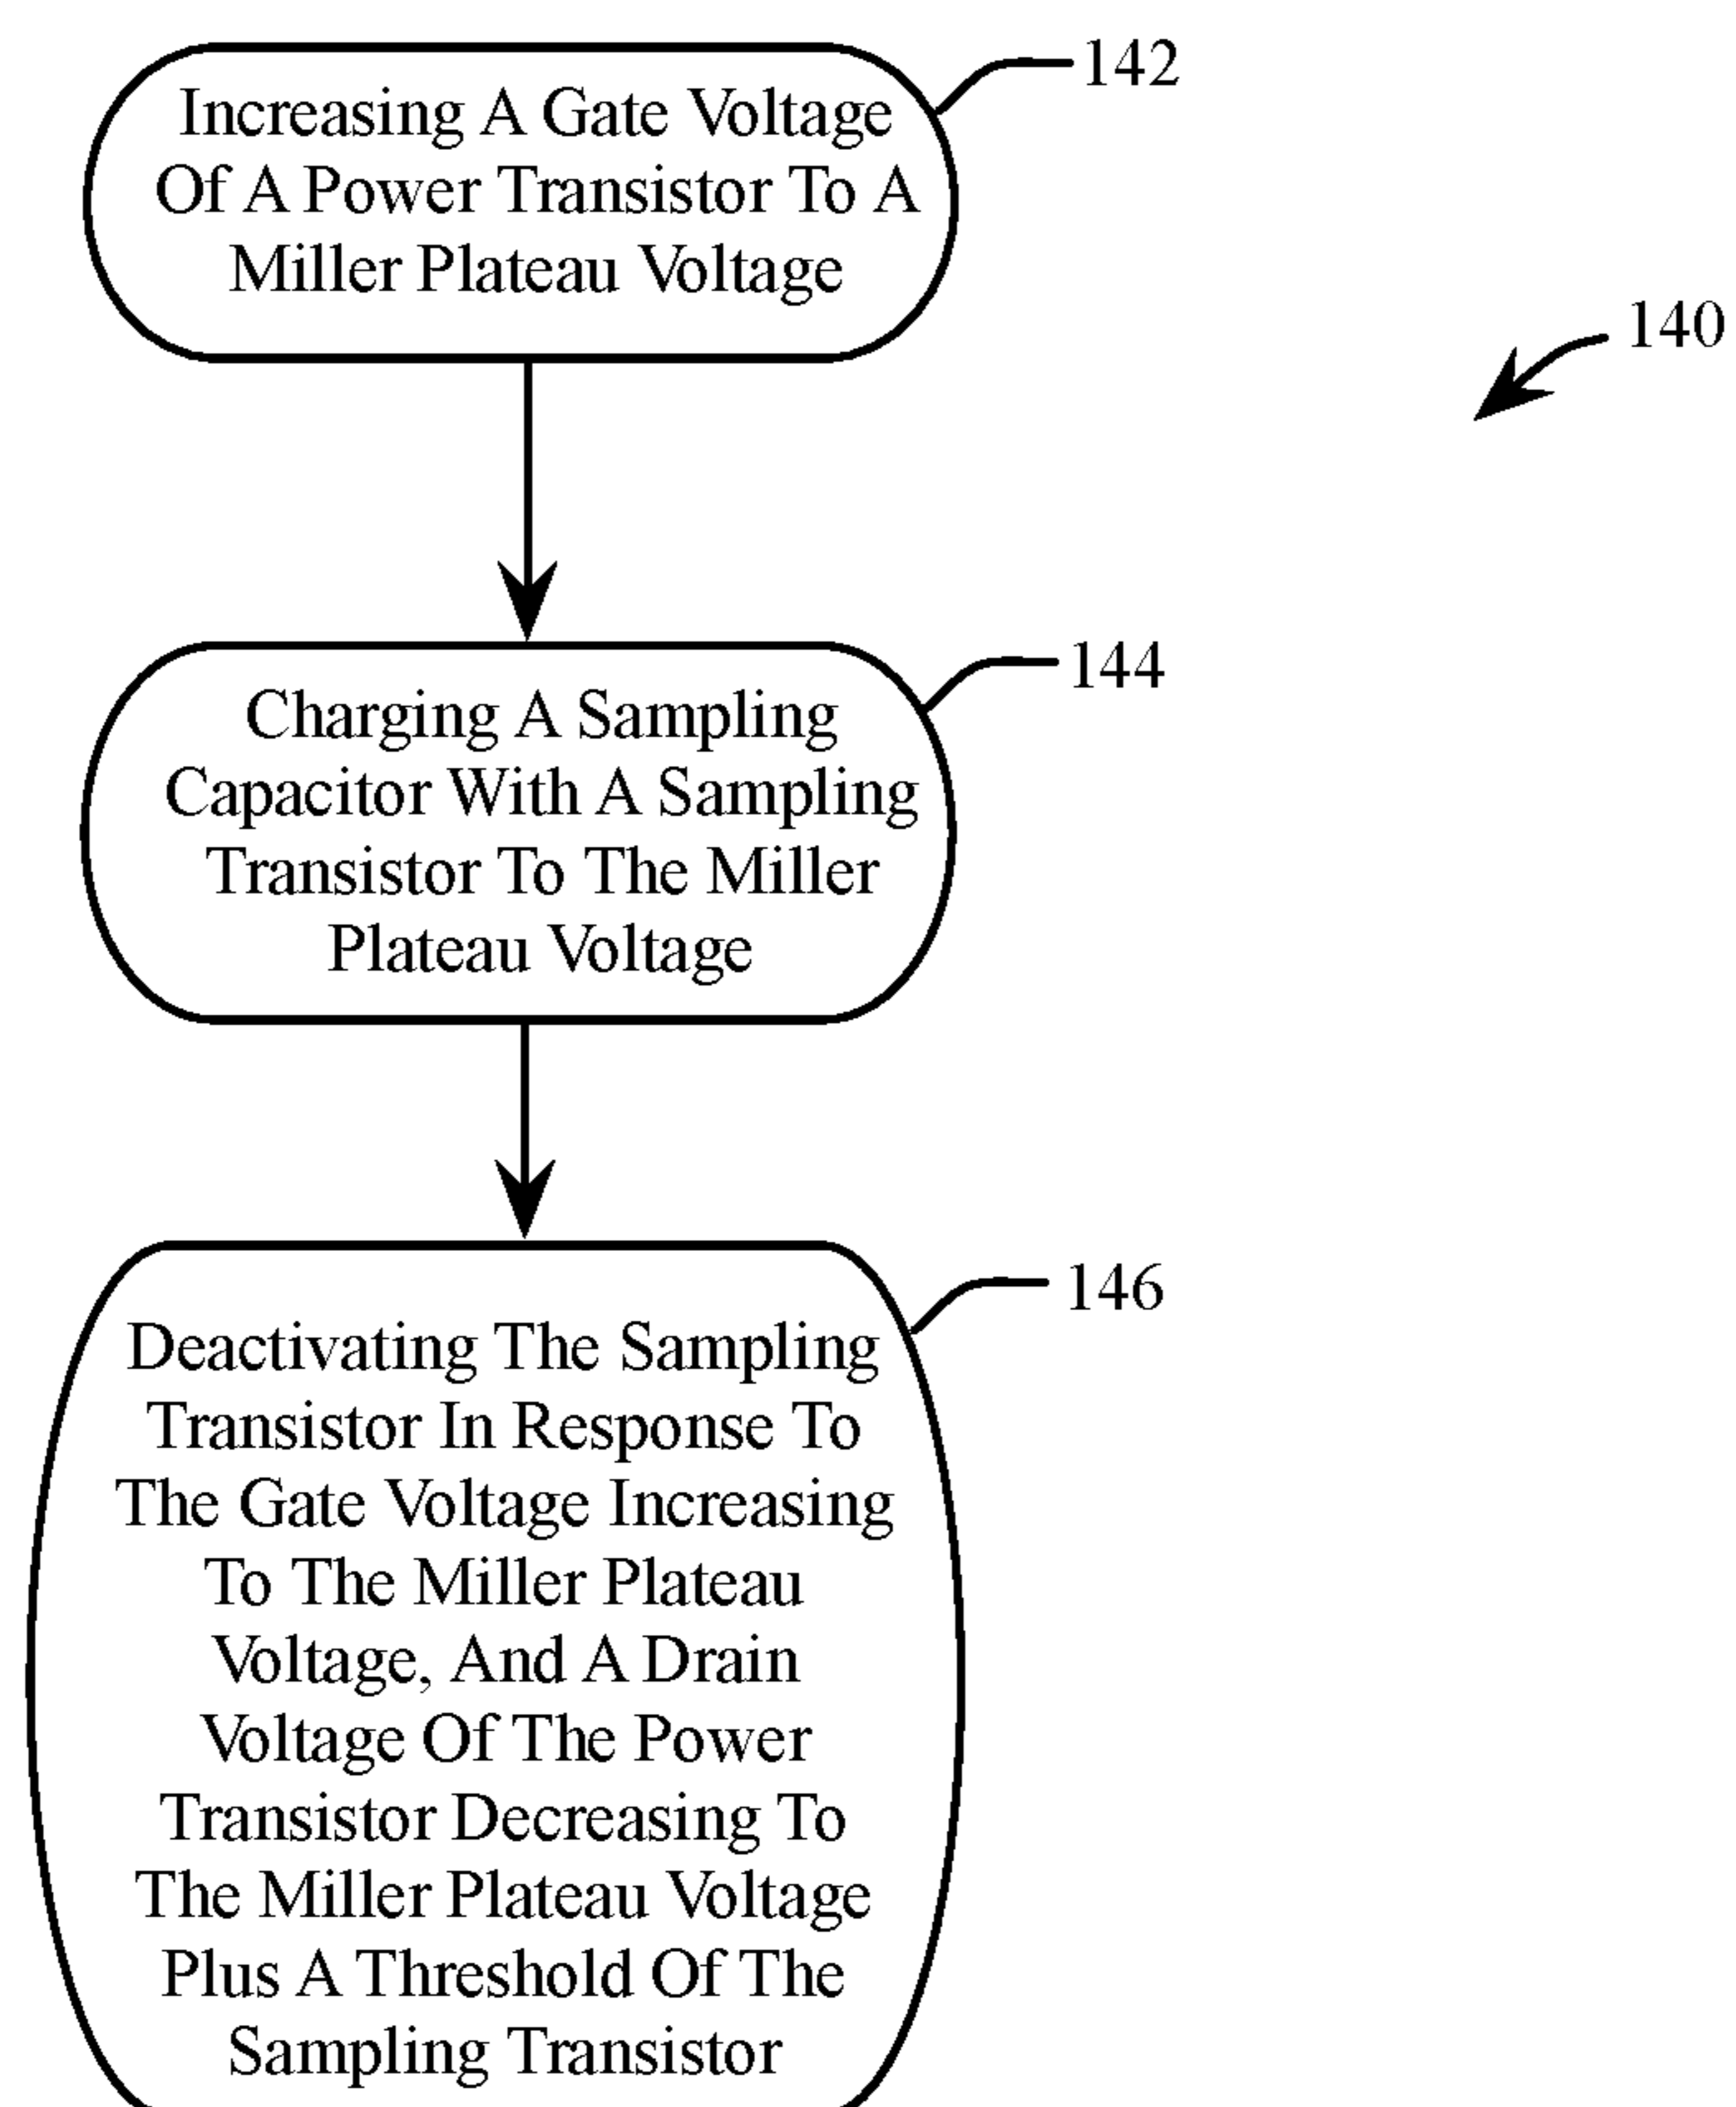 142
Increasing A Gate Voltage
Of A Power Transistor To A
Miller Plateau Voltage
140
144
Charging A Sampling
Capacitor With A Sampling
Transistor To The Miller
Plateau Voltage
146
Deactivating The Sampling
Transistor In Response To
The Gate Voltage Increasing
To The Miller Plateau
Voltage, And A Drain
Voltage Of The Power
Transistor Decreasing To
The Miller Plateau Voltage
Plus A Threshold Of The
Sampling Transistor